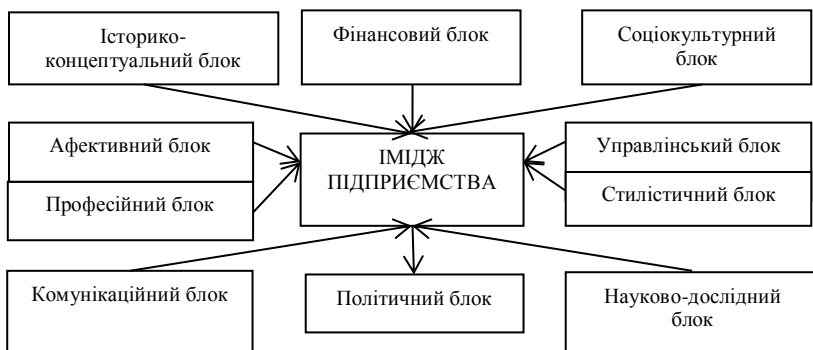 Історико-
концептуальний блок
Фінансовий блок
Соціокультурний
блок
Афективний блок
ІМІДЖ
ПІДПРИЄМСТВА
Управлінський блок
Професійний блок
Стилістичний блок
Комунікаційний блок
Політичний блок
Науково-дослідний
блок